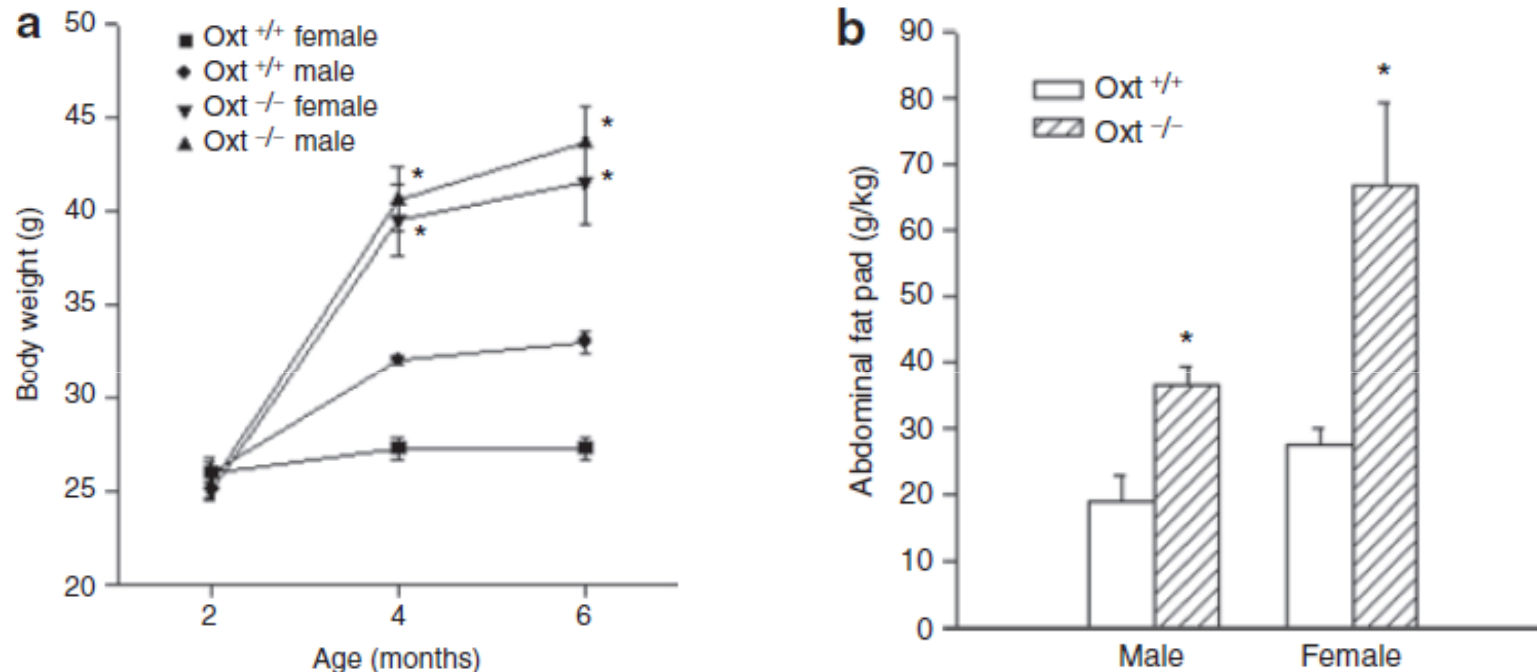 a
Oxt +/+ female
Oxt +/+ male
Oxt −/− female
Oxt −/− male
Body weight (g)
50
45
40
35
30
25
20
*
*
*
*
2 4 6
Age (months)
b
Oxt +/+
Oxt −/−
Abdominal fat pad (g/kg)
90
80
70
60
50
40
30
20
10
0
*
*
Male Female